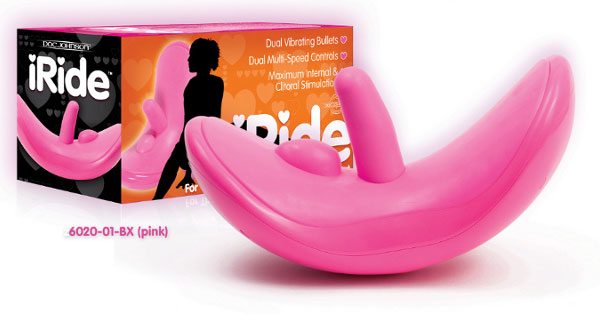 DOC JOHNSON®
iRide™
Dual Vibrating Bullets
Dual Multi-Speed Controls
Maximum Internal &
Clitoral Stimulation
iRide
For
6020-01-BX (pink)